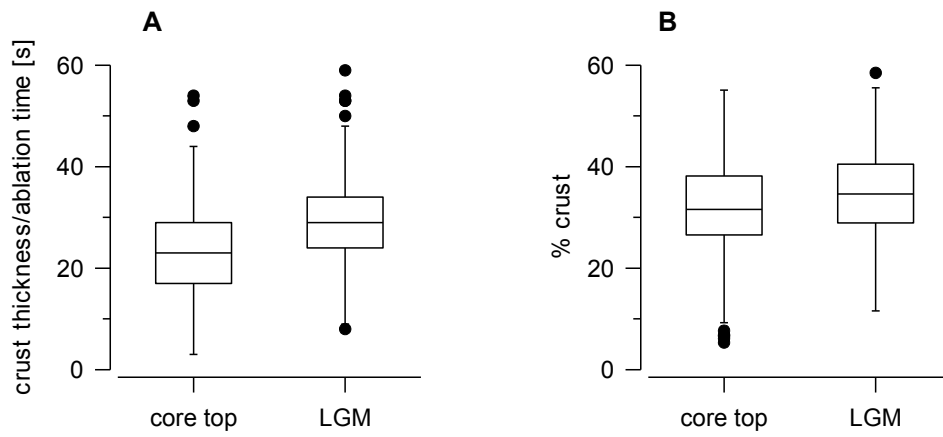 A
crust thickness/ablation time [s]
60
40
20
0
core top
LGM
B
% crust
60
40
20
0
core top
LGM